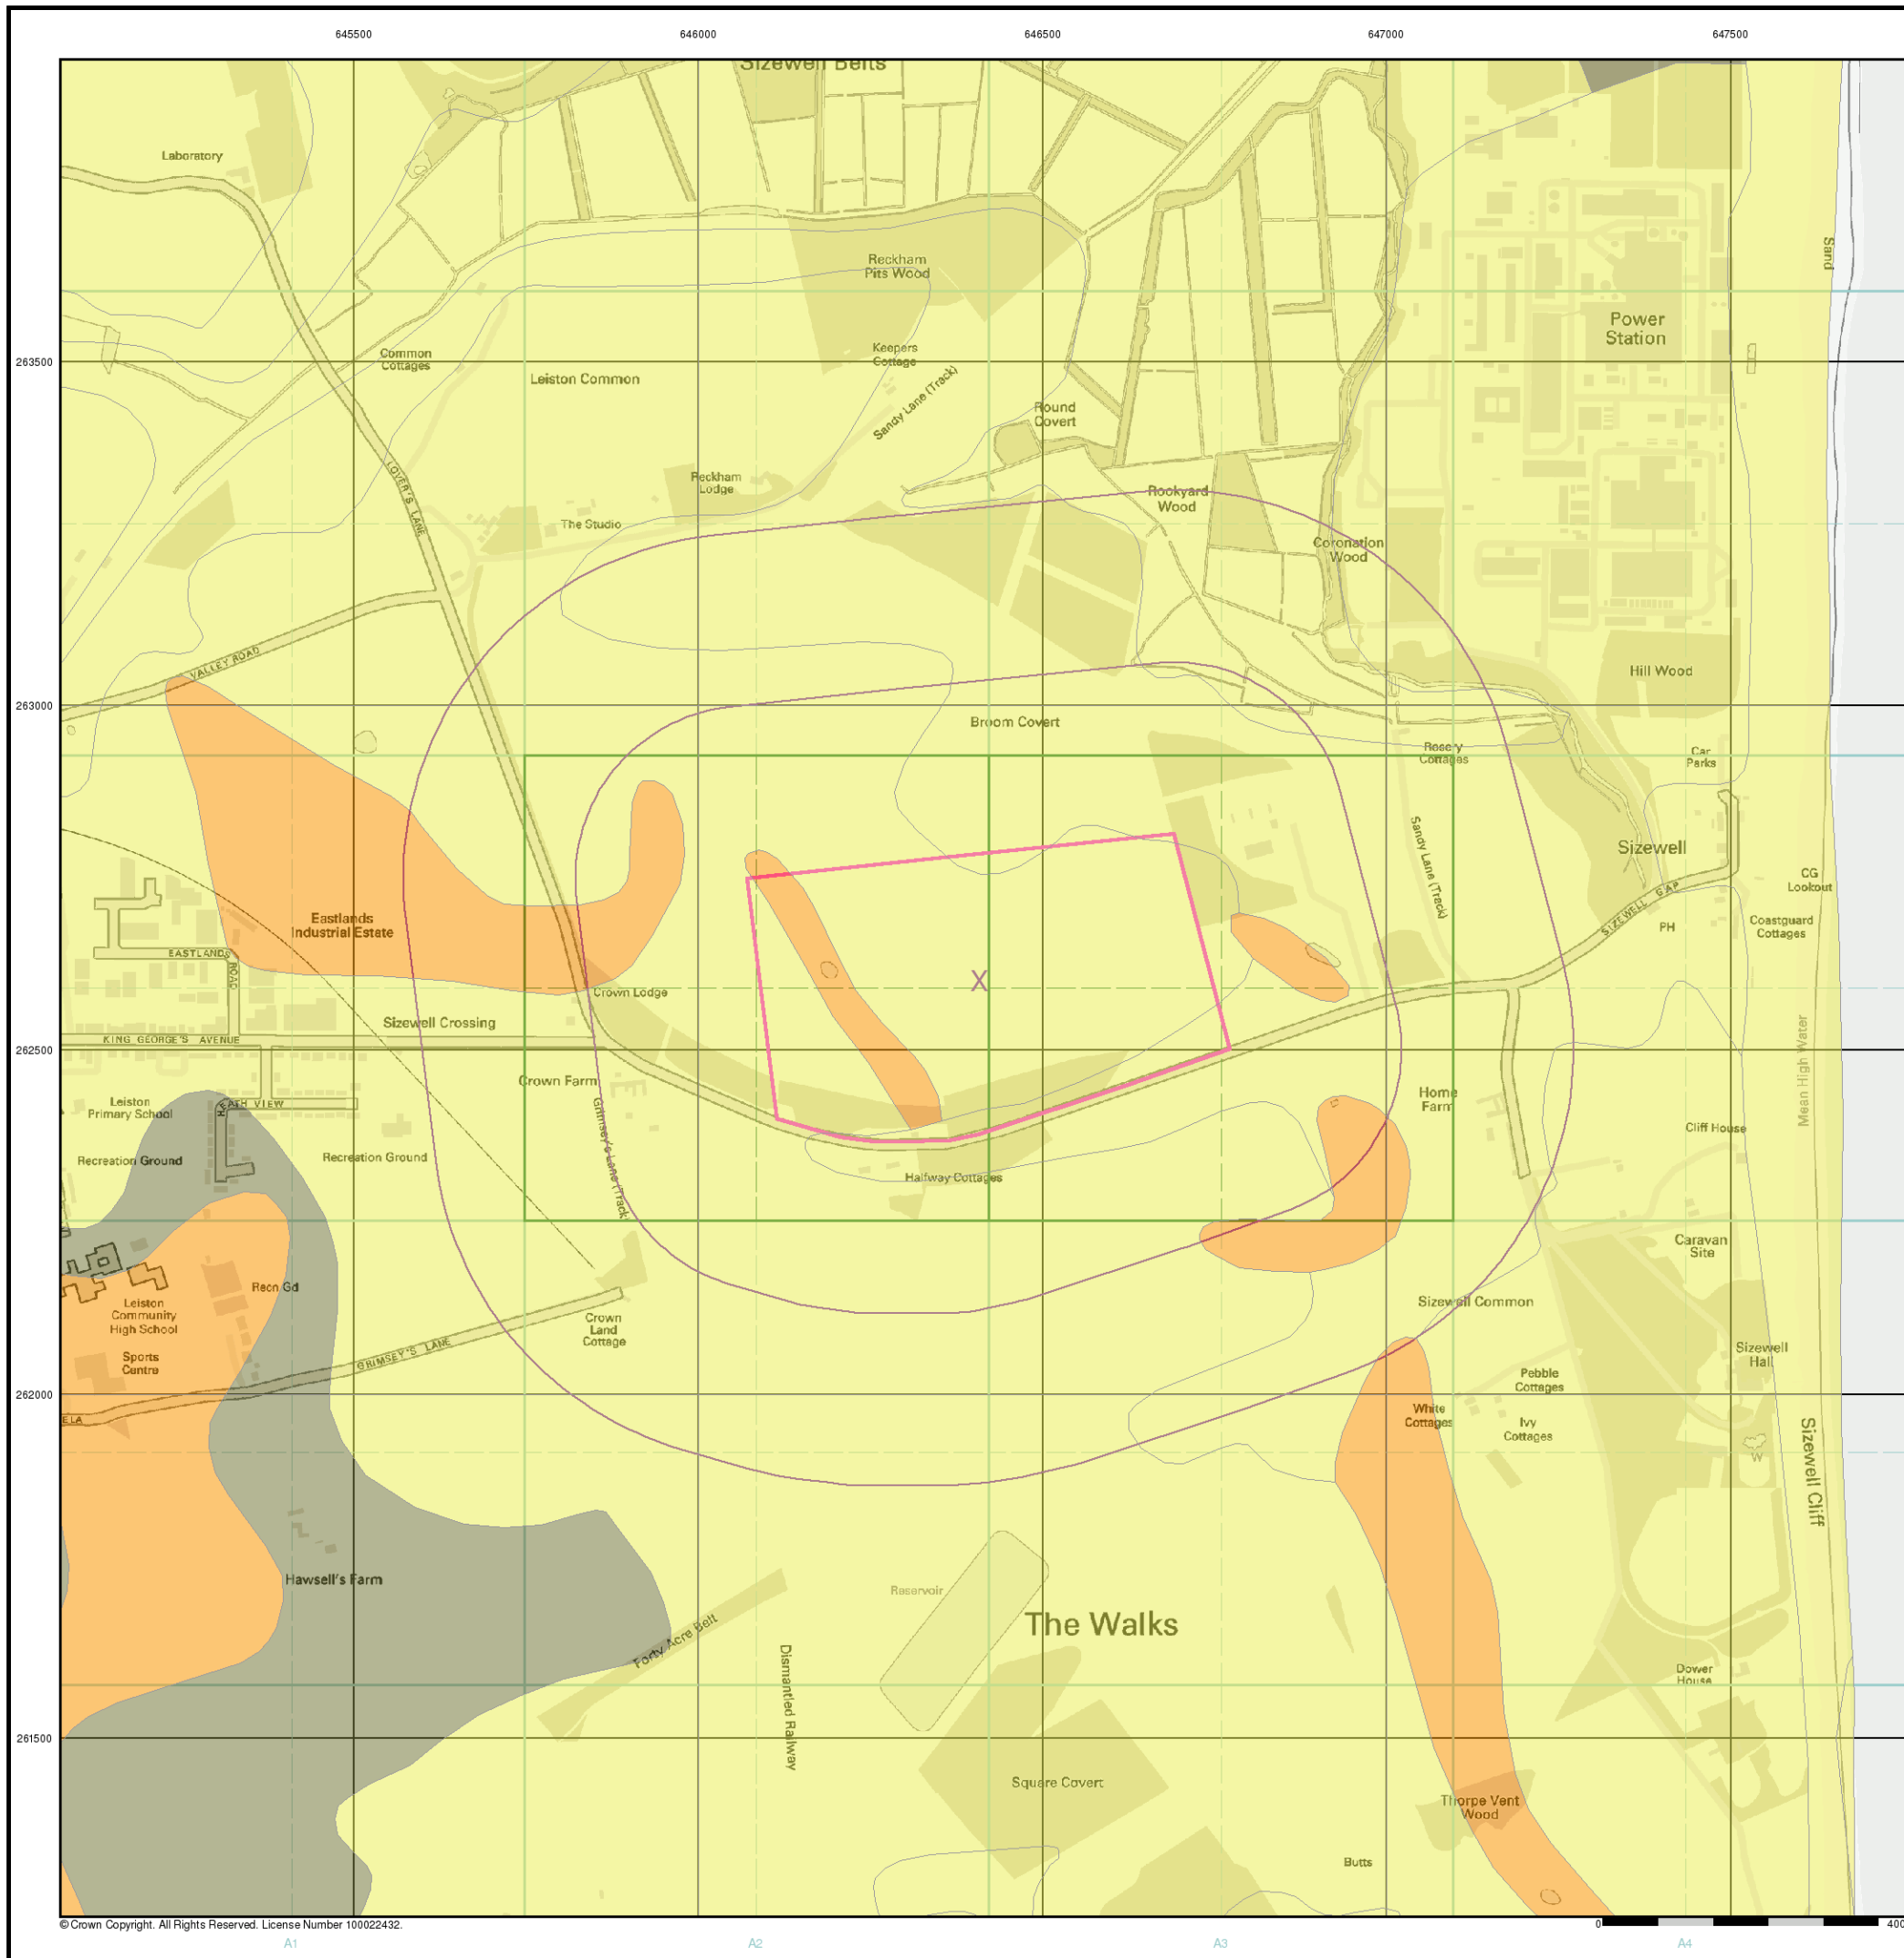 645500
646000
646500
647000
647500
Sizewell Belts
Laboratory
Sand
Reckham
Pits Wood
Power
Station
263500
Common
Cottages
Keepers
Cottage
Leiston Common
Sandy Lane (Track)
Round
Covert
LOVER'S LANE
Reckham
Lodge
Rookyard
Wood
The Studio
Coronation
Wood
VALLEY ROAD
Hill Wood
263000
Broom Covert
Rosery
Cottages
Car
Parks
Sandy Lane (Track)
Sizewell
CG
Lookout
SIZEWELL GAP
Eastlands
Industrial Estate
PH
Coastguard
Cottages
EASTLANDS
ROAD
X
Crown Lodge
Sizewell Crossing
KING GEORGE'S AVENUE
262500
Mean High Water
Crown Farm
Home
Farm
HEATH VIEW
Leiston
Primary School
Grimsey's Lane (Track)
Cliff House
Recreation Ground
Recreation Ground
Halfway Cottages
Caravan
Site
Recn Gd
Leiston
Community
High School
Sizewell Common
Crown
Land
Cottage
GRIMSEY'S LANE
Sports
Centre
Sizewell
Hall
Pebble
Cottages
262000
ELA
White
Cottages
Ivy
Cottages
W
Sizewell Cliff
Hawsell's Farm
Reservoir
Forty Acre Belt
The Walks
Dismantled Railway
Dower
House
261500
Square Covert
Thorpe Vent
Wood
Butts
© Crown Copyright. All Rights Reserved. License Number 100022432.
0
400
A1
A2
A3
A4